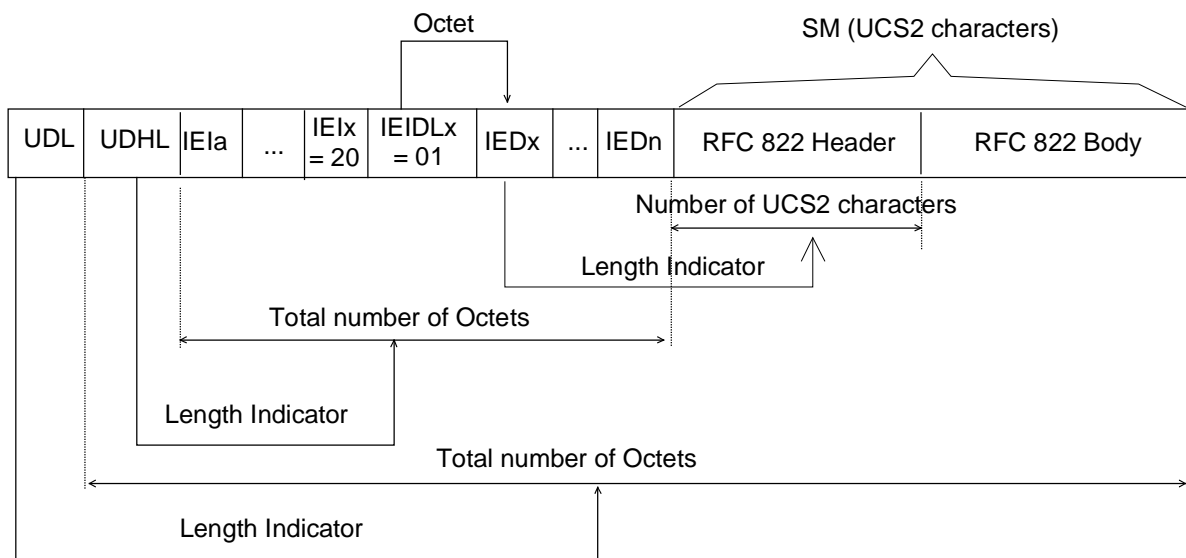 Octet
SM (UCS2 characters)
UDL
UDHL
IEIa
...
IEIx
= 20
IEIDLx
= 01
IEDx
...
IEDn
RFC 822 Header
RFC 822 Body
Number of UCS2 characters
Length Indicator
Total number of Octets
Length Indicator
Total number of Octets
Length Indicator